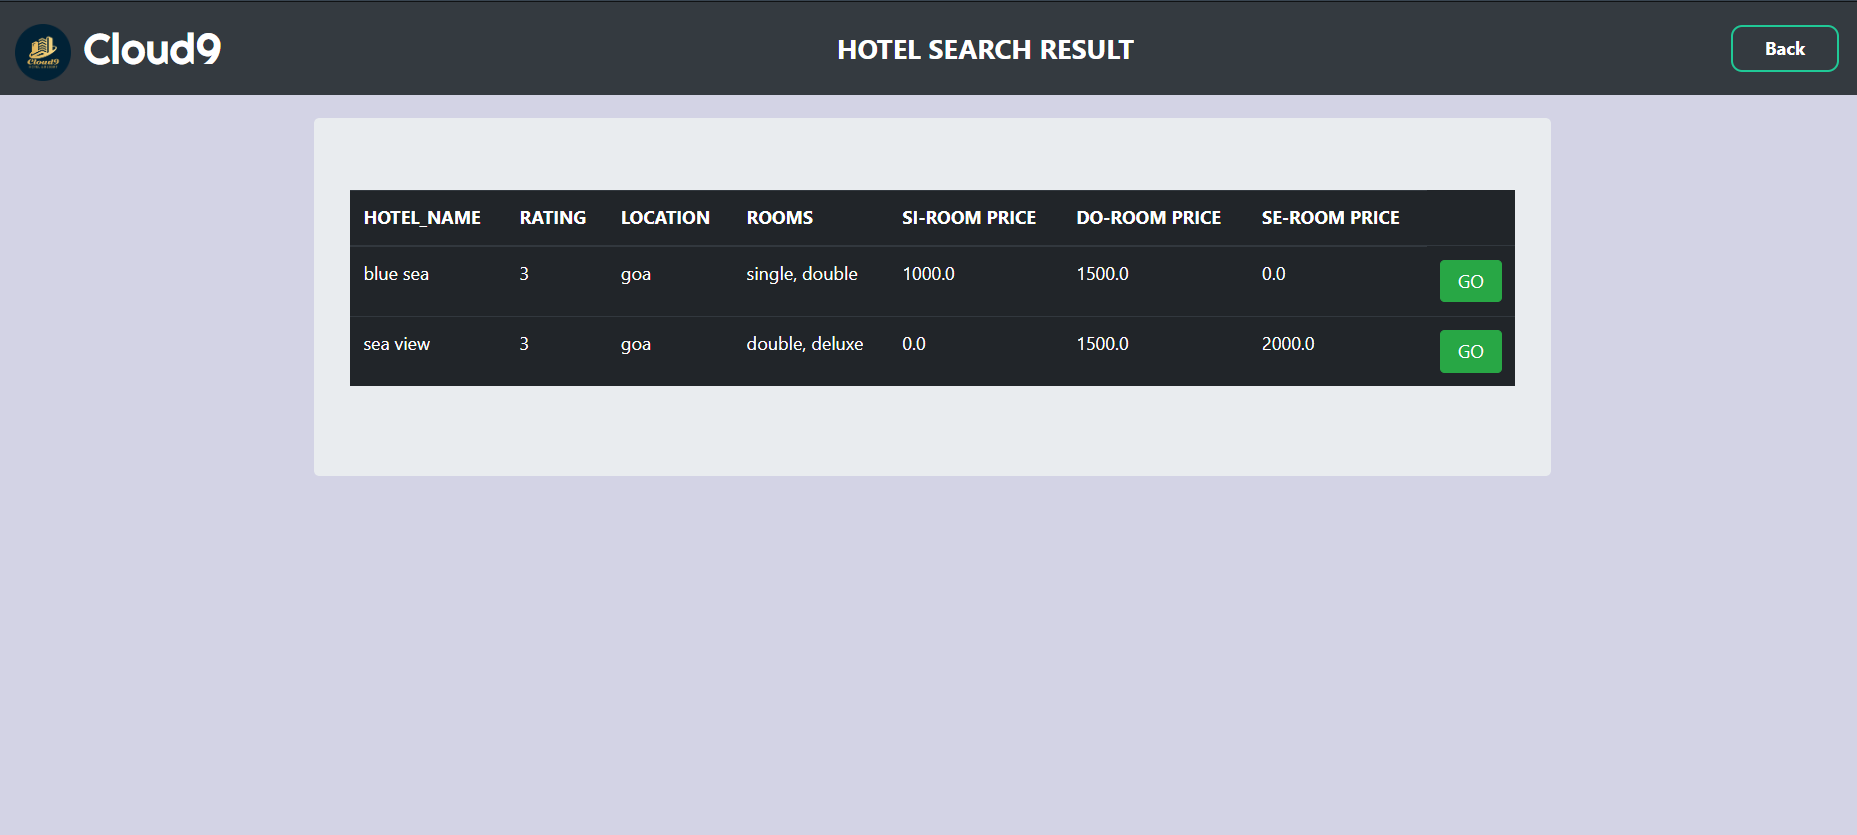 Cloud9
Cloud9
HOTEL SEARCH RESULT
Back
HOTEL_NAME RATING LOCATION ROOMS SI-ROOM PRICE DO-ROOM PRICE SE-ROOM PRICE
blue sea 3 goa single, double 1000.0 1500.0 0.0 GO
sea view 3 goa double, deluxe 0.0 1500.0 2000.0 GO